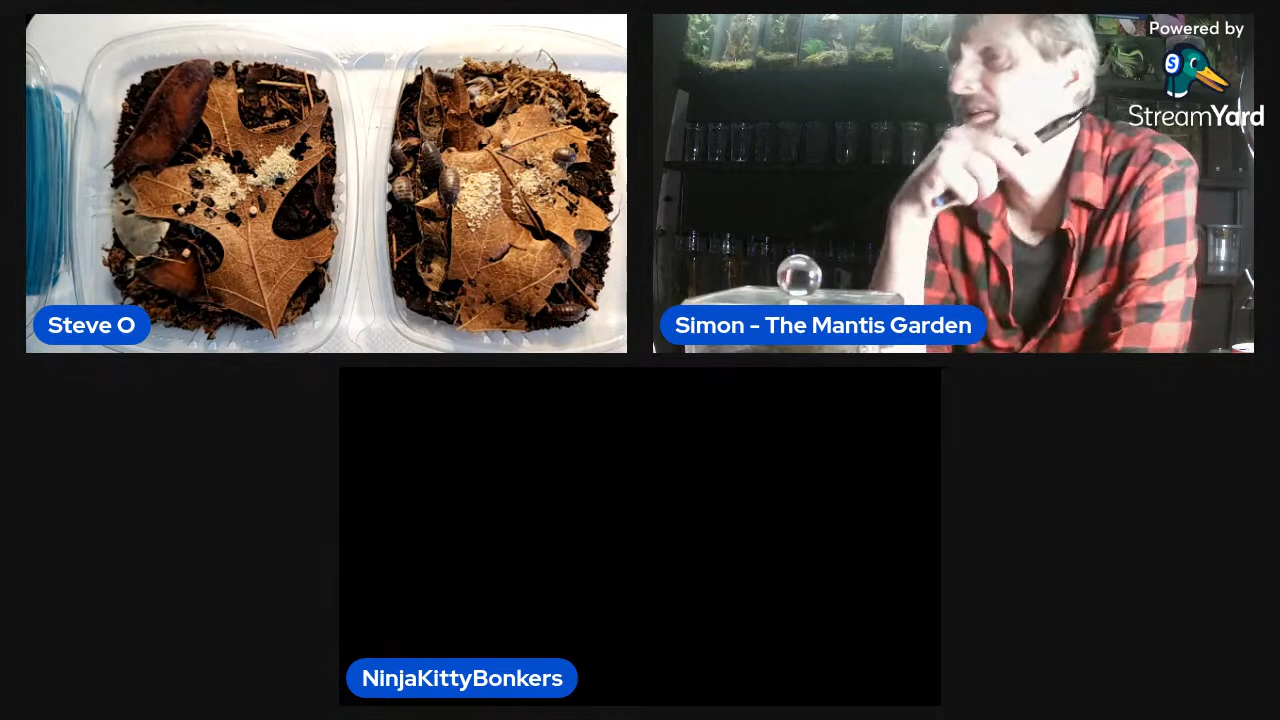 Powered by
StreamYard
Steve O
Simon - The Mantis Garden
NinjaKittyBonkers